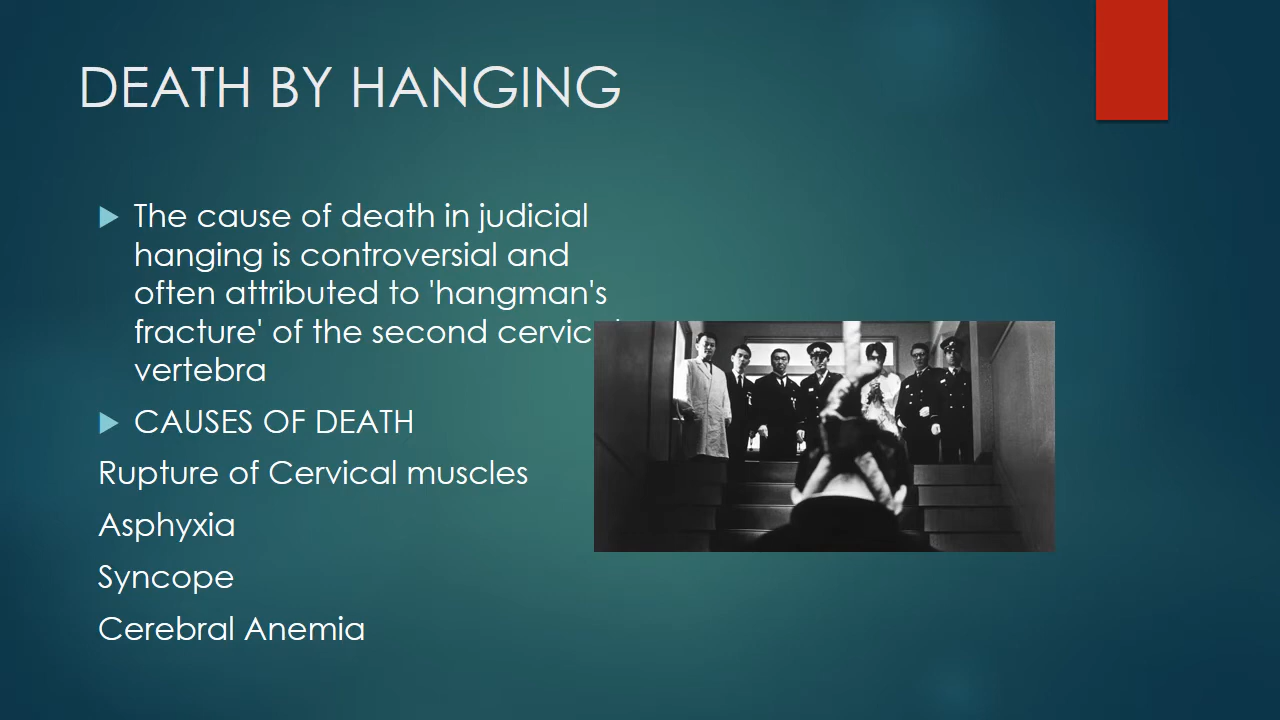 DEATH BY HANGING
The cause of death in judicial
hanging is controversial and
often attributed to 'hangman's
fracture' of the second
vertebra
CAUSES OF DEATH
Rupture of Cervical muscles
Asphyxia
Syncope
Cerebral Anemia